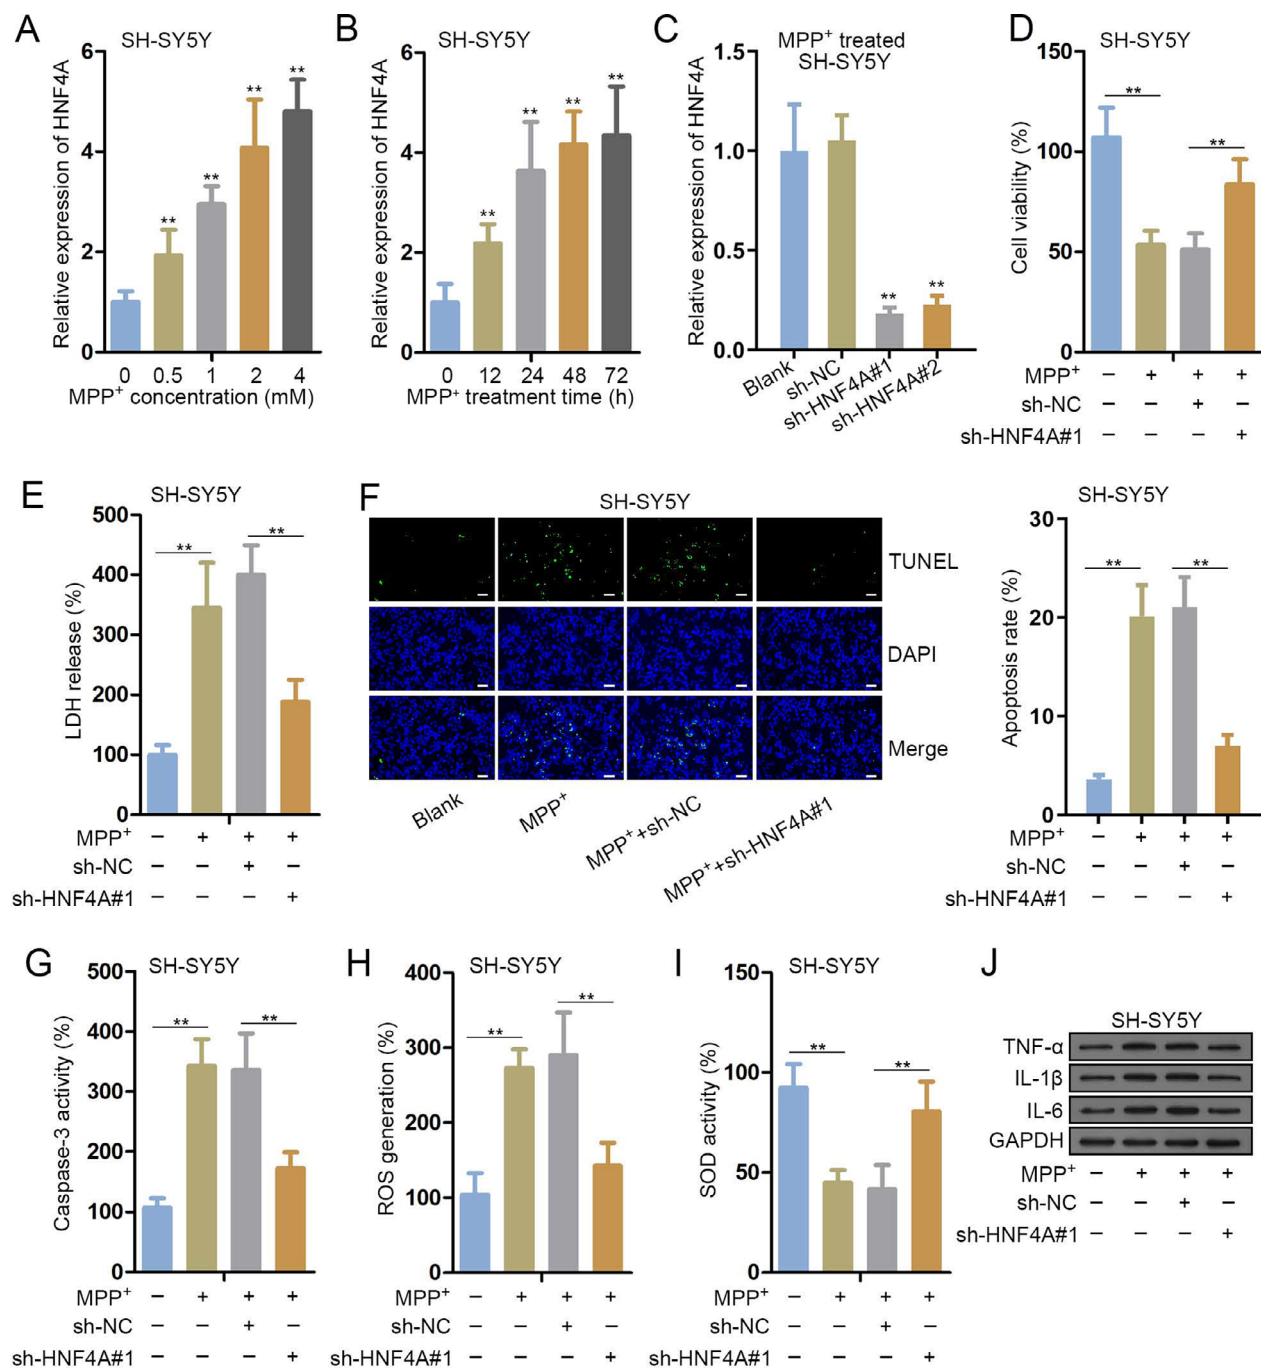 A
SH-SY5Y
Relative expression of HNF4A
6
4
2
0
** ** ** **
0 0.5 1 2 4
MPP+ concentration (mM)
B
SH-SY5Y
Relative expression of HNF4A
6
4
2
0
** ** ** **
0 12 24 48 72
MPP+ treatment time (h)
C
MPP+ treated
SH-SY5Y
Relative expression of HNF4A
1.5
1.0
0.5
0.0
** **
Blank
sh-NC
sh-HNF4A#1
sh-HNF4A#2
D
SH-SY5Y
Cell viability (%)
150
100
50
0
** **
MPP+ – + + +
sh-NC – – + –
sh-HNF4A#1 – – – +
E
SH-SY5Y
LDH release (%)
500
400
300
200
100
0
** **
MPP+ – + + +
sh-NC – – + –
sh-HNF4A#1 – – – +
F
SH-SY5Y
TUNEL
DAPI
Merge
Blank
MPP+
MPP++sh-NC
MPP++sh-HNF4A#1
SH-SY5Y
Apoptosis rate (%)
30
20
10
0
** **
MPP+ – + + +
sh-NC – – + –
sh-HNF4A#1 – – – +
G
SH-SY5Y
Caspase-3 activity (%)
500
400
300
200
100
0
** **
MPP+ – + + +
sh-NC – – + –
sh-HNF4A#1 – – – +
H
SH-SY5Y
ROS generation (%)
400
300
200
100
0
** **
MPP+ – + + +
sh-NC – – + –
sh-HNF4A#1 – – – +
I
SH-SY5Y
SOD activity (%)
150
100
50
0
** **
MPP+ – + + +
sh-NC – – + –
sh-HNF4A#1 – – – +
J
SH-SY5Y
TNF-α
IL-1β
IL-6
GAPDH
MPP+ – + + +
sh-NC – – + –
sh-HNF4A#1 – – – +